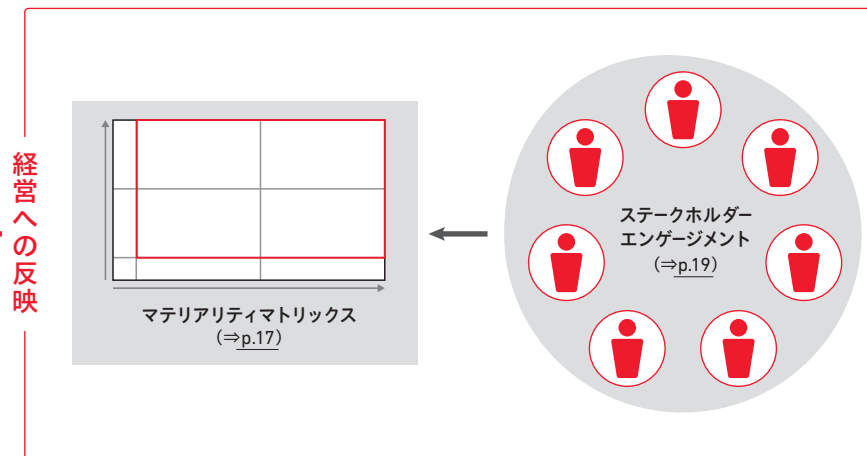 経営への反映
マテリアリティマトリックス
(⇒p.17)
ステークホルダー
エンゲージメント
(⇒p.19)